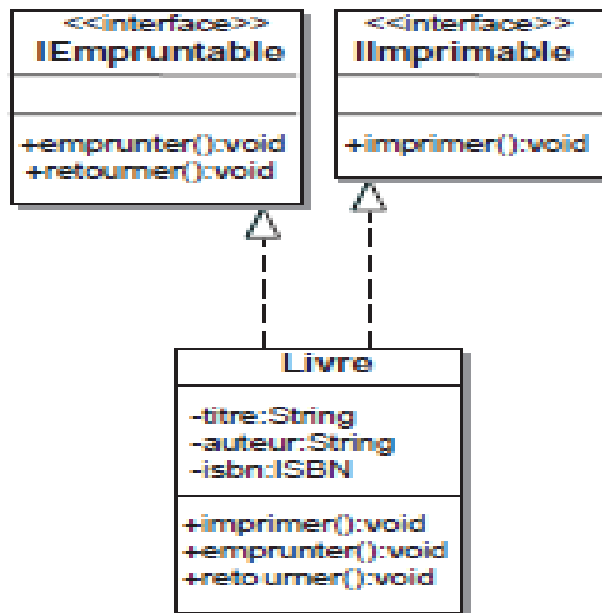 <<interface>>
IEmpruntable
+emprunter():void
+retourner():void
<<interface>>
IImprimable
+imprimer():void
Livre
-titre:String
-auteur:String
-isbn:ISBN
+imprimer():void
+emprunter():void
+retourner():void